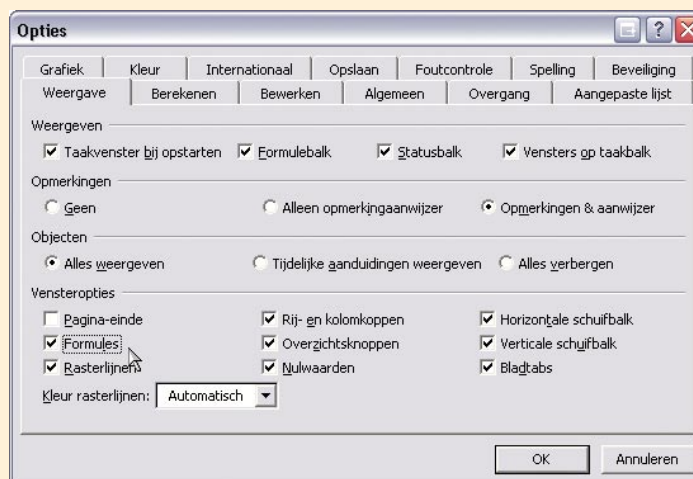 Opties
Grafiek Kleur Internationaal Opslaan Foutcontrole Spelling Beveiliging
Weergave Berekenen Bewerken Algemeen Overgang Aangepaste lijst
Weergeven
Taakvenster bij opstarten Formulebalk Statusbalk Vensters op taakbalk
Opmerkingen
Geen Alleen opmerkingaanwijzer Opmerkingen & aanwijzer
Objecten
Alles weergeven Tijdelijke aanduidingen weergeven Alles verbergen
Vensteropties
Pagina-einde Rij- en kolomkoppen Horizontale schuifbalk
Formules Overzichtsknoppen Verticale schuifbalk
Rasterlijnen Nulwaarden Bladtabs
Kleur rasterlijnen: Automatisch
OK Annuleren